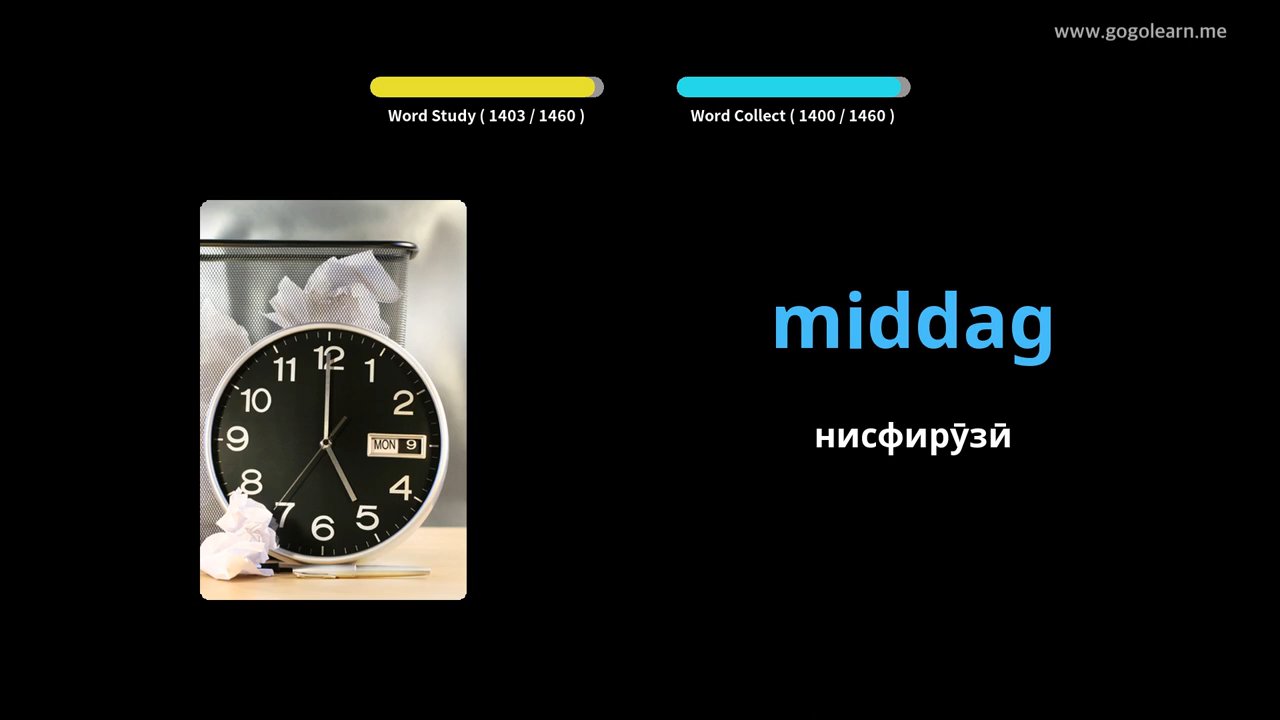 www.gogolearn.me
Word Study ( 1403 / 1460 )
Word Collect ( 1400 / 1460 )
12
11
1
10
2
9
MON 9
8
4
7
5
6
middag
нисфирӯзӣ